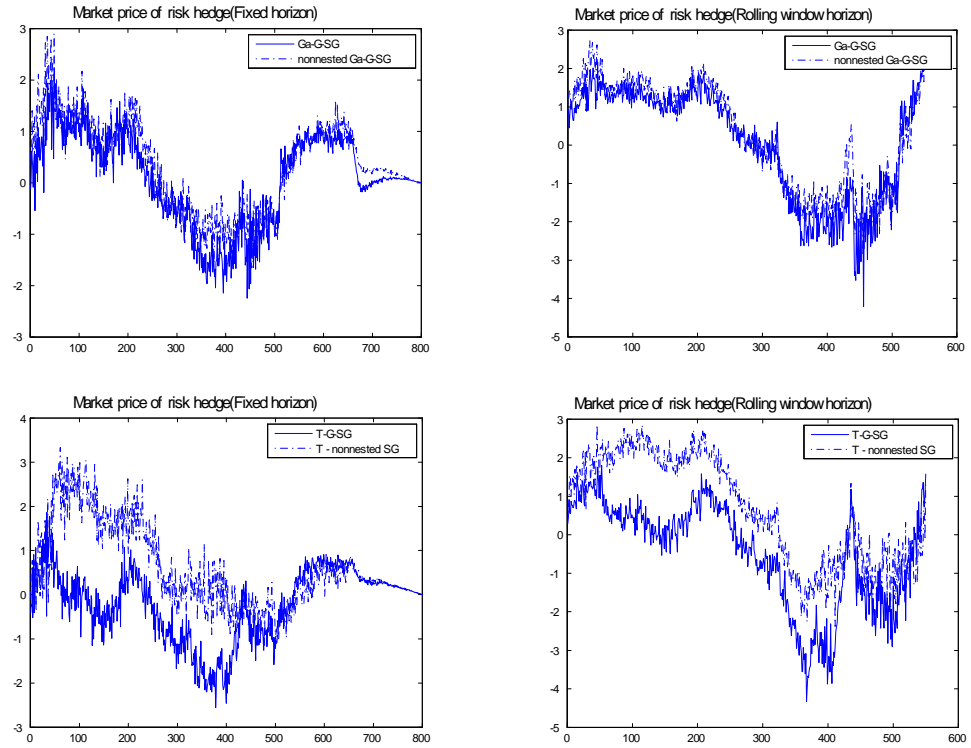 Market price of risk hedge(Fixed horizon)
3
2
1
0
-1
-2
-3
0 100 200 300 400 500 600 700 800
Ga-G-SG
nonnested Ga-G-SG
Market price of risk hedge(Rolling window horizon)
3
2
1
0
-1
-2
-3
-4
-5
0 100 200 300 400 500 600
Ga-G-SG
nonnested Ga-G-SG
Market price of risk hedge(Fixed horizon)
4
3
2
1
0
-1
-2
-3
0 100 200 300 400 500 600 700 800
T-G-SG
T - nonnested SG
Market price of risk hedge(Rolling window horizon)
3
2
1
0
-1
-2
-3
-4
-5
0 100 200 300 400 500 600
T-G-SG
T - nonnested SG